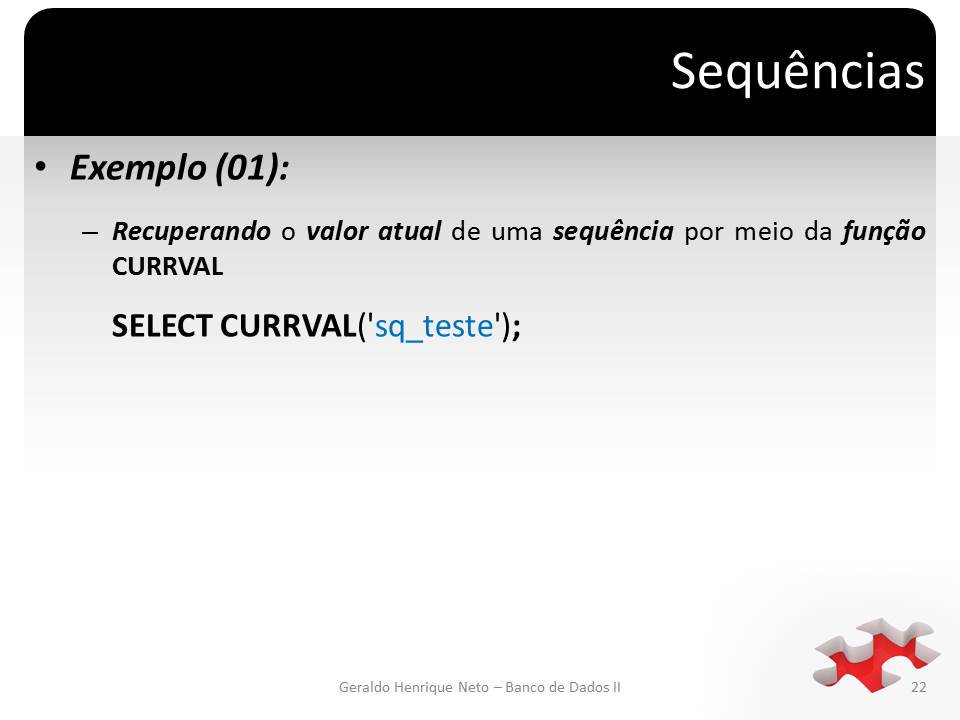 Sequências
• Exemplo (01):
– Recuperando o valor atual de uma sequência por meio da função
CURRVAL
SELECT CURRVAL('sq_teste');
Geraldo Henrique Neto – Banco de Dados II
22